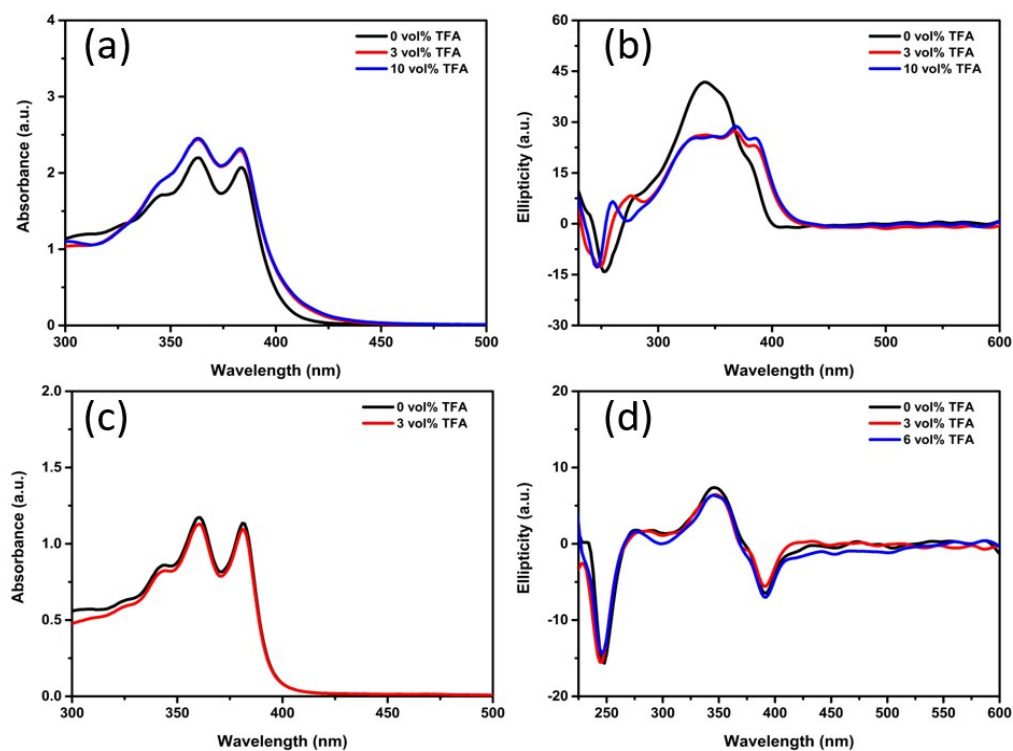 (a)
0 vol% TFA
3 vol% TFA
10 vol% TFA
Absorbance (a.u.)
4
3
2
1
0
300 350 400 450 500
Wavelength (nm)
(b)
0 vol% TFA
3 vol% TFA
10 vol% TFA
Ellipticity (a.u.)
60
45
30
15
0
-15
-30
300 400 500 600
Wavelength (nm)
(c)
0 vol% TFA
3 vol% TFA
Absorbance (a.u.)
2.0
1.5
1.0
0.5
0.0
300 350 400 450 500
Wavelength (nm)
(d)
0 vol% TFA
3 vol% TFA
6 vol% TFA
Ellipticity (a.u.)
20
10
0
-10
-20
250 300 350 400 450 500 550 600
Wavelength (nm)